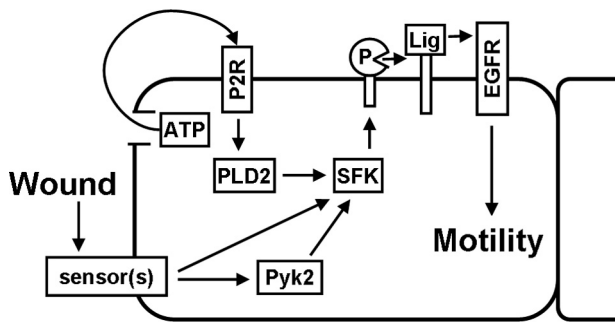 P
Lig
P2R
EGFR
ATP
PLD2
SFK
Wound
Motility
sensor(s)
Pyk2